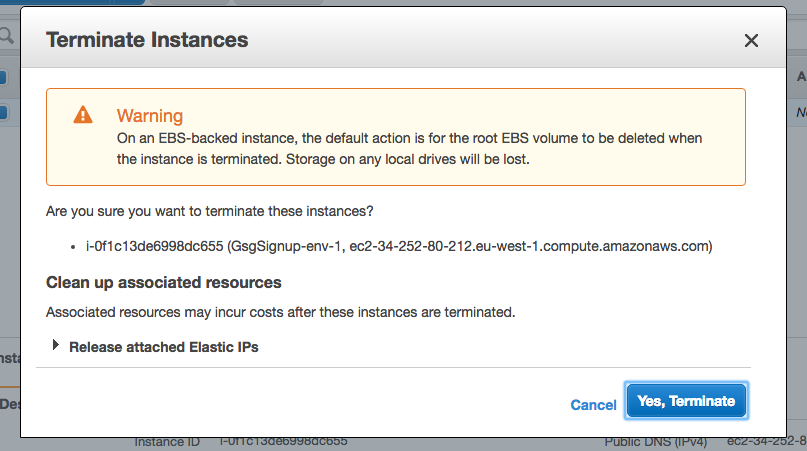 Terminate Instances
A
No
Warning
On an EBS-backed instance, the default action is for the root EBS volume to be deleted when
the instance is terminated. Storage on any local drives will be lost.
Are you sure you want to terminate these instances?
• i-0f1c13de6998dc655 (GsgSignup-env-1, ec2-34-252-80-212.eu-west-1.compute.amazonaws.com)
Clean up associated resources
Associated resources may incur costs after these instances are terminated.
Release attached Elastic IPs
nsta
Cancel Yes, Terminate
Des
Instance ID i-0f1c13de6998dc655 Public DNS (IPv4) ec2-34-252-8